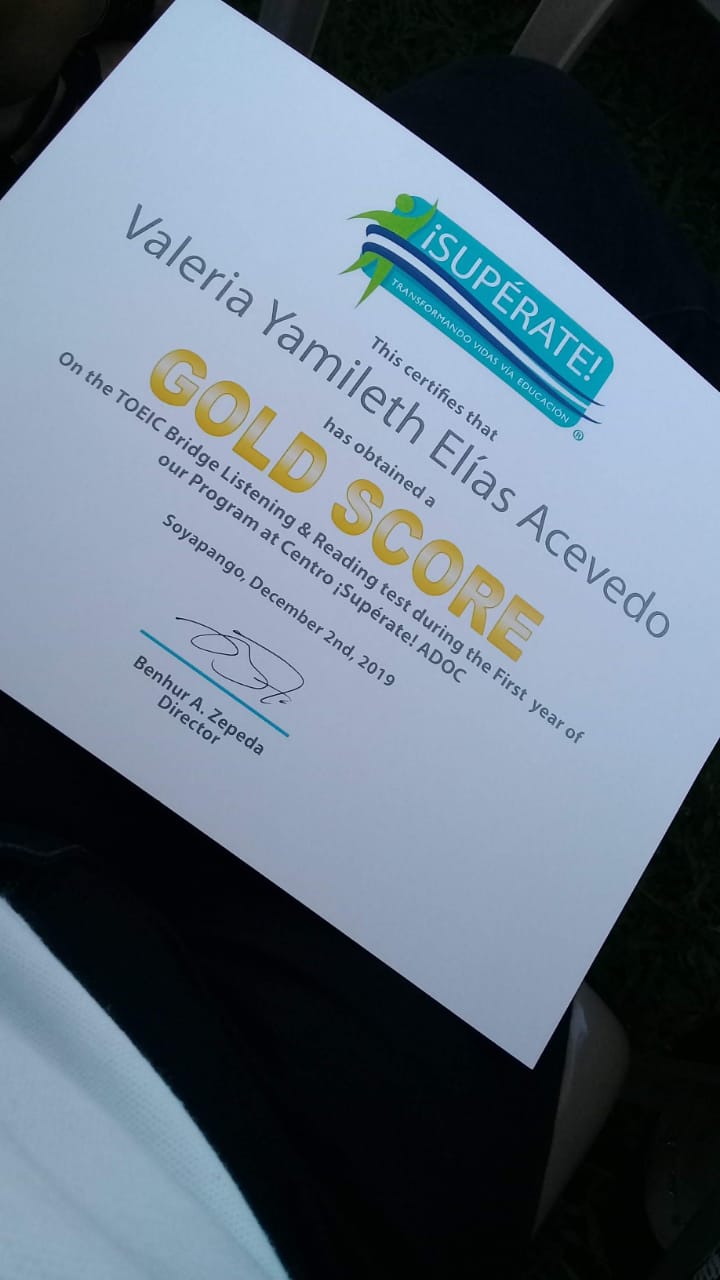 ¡SUPÉRATE!
TRANSFORMANDO VIDAS VÍA EDUCACIÓN
®
This certifies that
Valeria Yamileth Elías Acevedo
has obtained a
GOLD SCORE
On the TOEIC Bridge Listening & Reading test during the First year of
our Program at Centro ¡Supérate! ADOC
Soyapango, December 2nd, 2019
Benhur A. Zepeda
Director